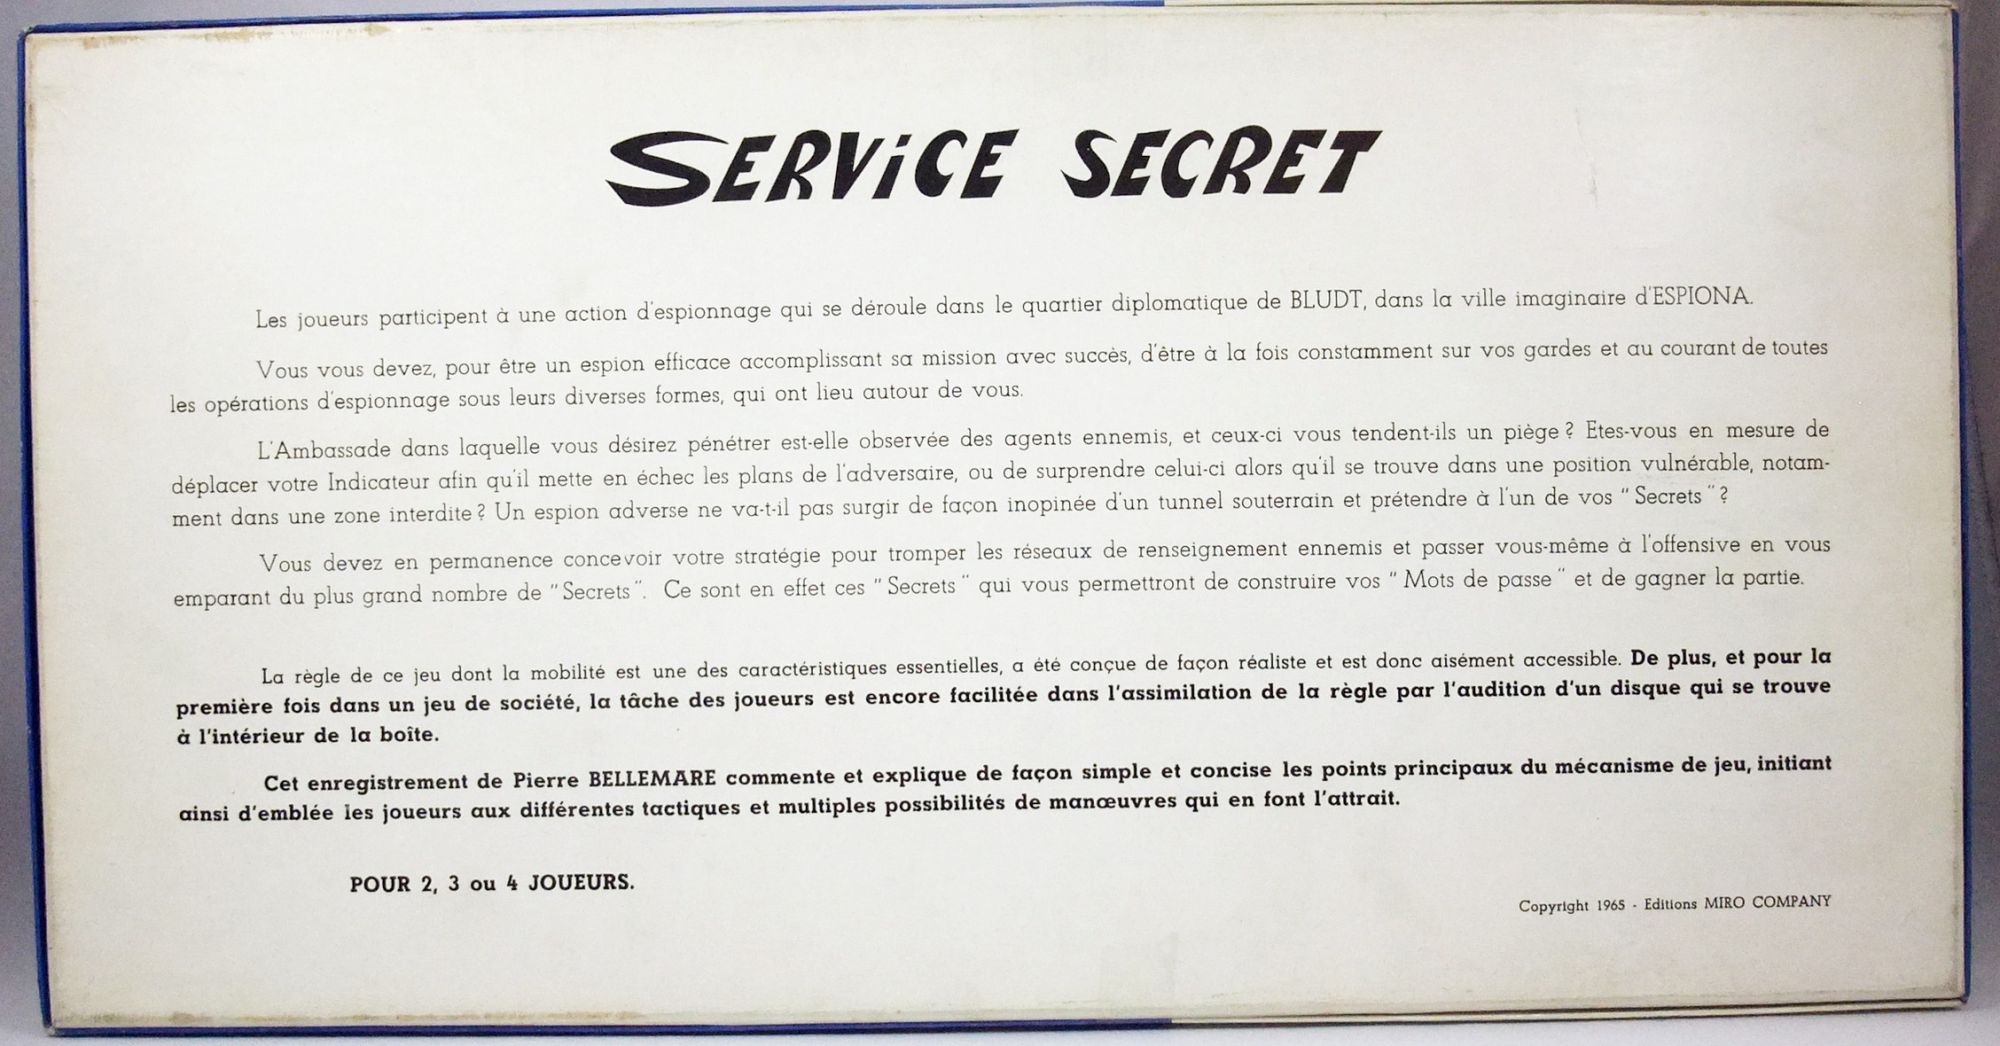 SERViCE SECRET
Les joueurs participent à une action d'espionnage qui se déroule dans le quartier diplomatique de BLUDT, dans la ville imaginaire d'ESPIONA.
Vous vous devez, pour être un espion efficace accomplissant sa mission avec succès, d'être à la fois constamment sur vos gardes et au courant de toutes
les opérations d'espionnage sous leurs diverses formes, qui ont lieu autour de vous.
L'Ambassade dans laquelle vous désirez pénétrer est-elle observée des agents ennemis, et ceux-ci vous tendent-ils un piège ? Etes-vous en mesure de
déplacer votre Indicateur afin qu'il mette en échec les plans de l'adversaire, ou de surprendre celui-ci alors qu'il se trouve dans une position vulnérable, notam-
ment dans une zone interdite ? Un espion adverse ne va-t-il pas surgir de façon inopinée d'un tunnel souterrain et prétendre à l'un de vos "Secrets" ?
Vous devez en permanence concevoir votre stratégie pour tromper les réseaux de renseignement ennemis et passer vous-même à l'offensive en vous
emparant du plus grand nombre de "Secrets". Ce sont en effet ces "Secrets" qui vous permettront de construire vos "Mots de passe" et de gagner la partie.
La règle de ce jeu dont la mobilité est une des caractéristiques essentielles, a été conçue de façon réaliste et est donc aisément accessible. De plus, et pour la
première fois dans un jeu de société, la tâche des joueurs est encore facilitée dans l'assimilation de la règle par l'audition d'un disque qui se trouve
à l'intérieur de la boîte.
Cet enregistrement de Pierre BELLEMARE commente et explique de façon simple et concise les points principaux du mécanisme de jeu, initiant
ainsi d'emblée les joueurs aux différentes tactiques et multiples possibilités de manœuvres qui en font l'attrait.
POUR 2, 3 ou 4 JOUEURS.
Copyright 1965 - Editions MIRO COMPANY